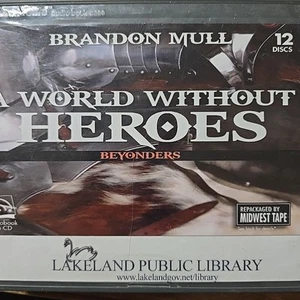 BRANDON MULL
12
DISCS
A WORLD WITHOUT
HEROES
BEYONDERS
REPACKAGED BY
MIDWEST TAPE
LAKELAND PUBLIC LIBRARY
www.lakelandgov.net/library